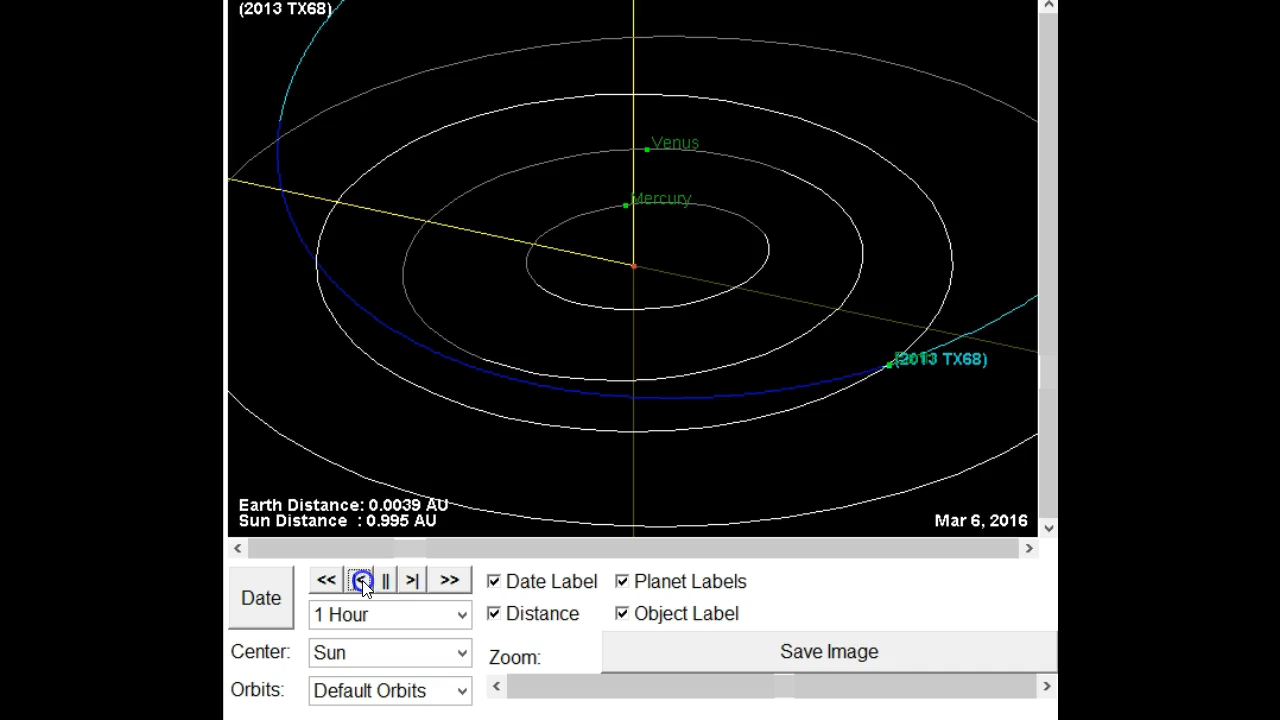 (2013 TX68)
Venus
Mercury
(2013 TX68)
Earth Distance: 0.0039 AU
Sun Distance : 0.995 AU
Mar 6, 2016
Date
<< < || >| >>
Date Label
Planet Labels
1 Hour
Distance
Object Label
Center:
Sun
Zoom:
Save Image
Orbits:
Default Orbits